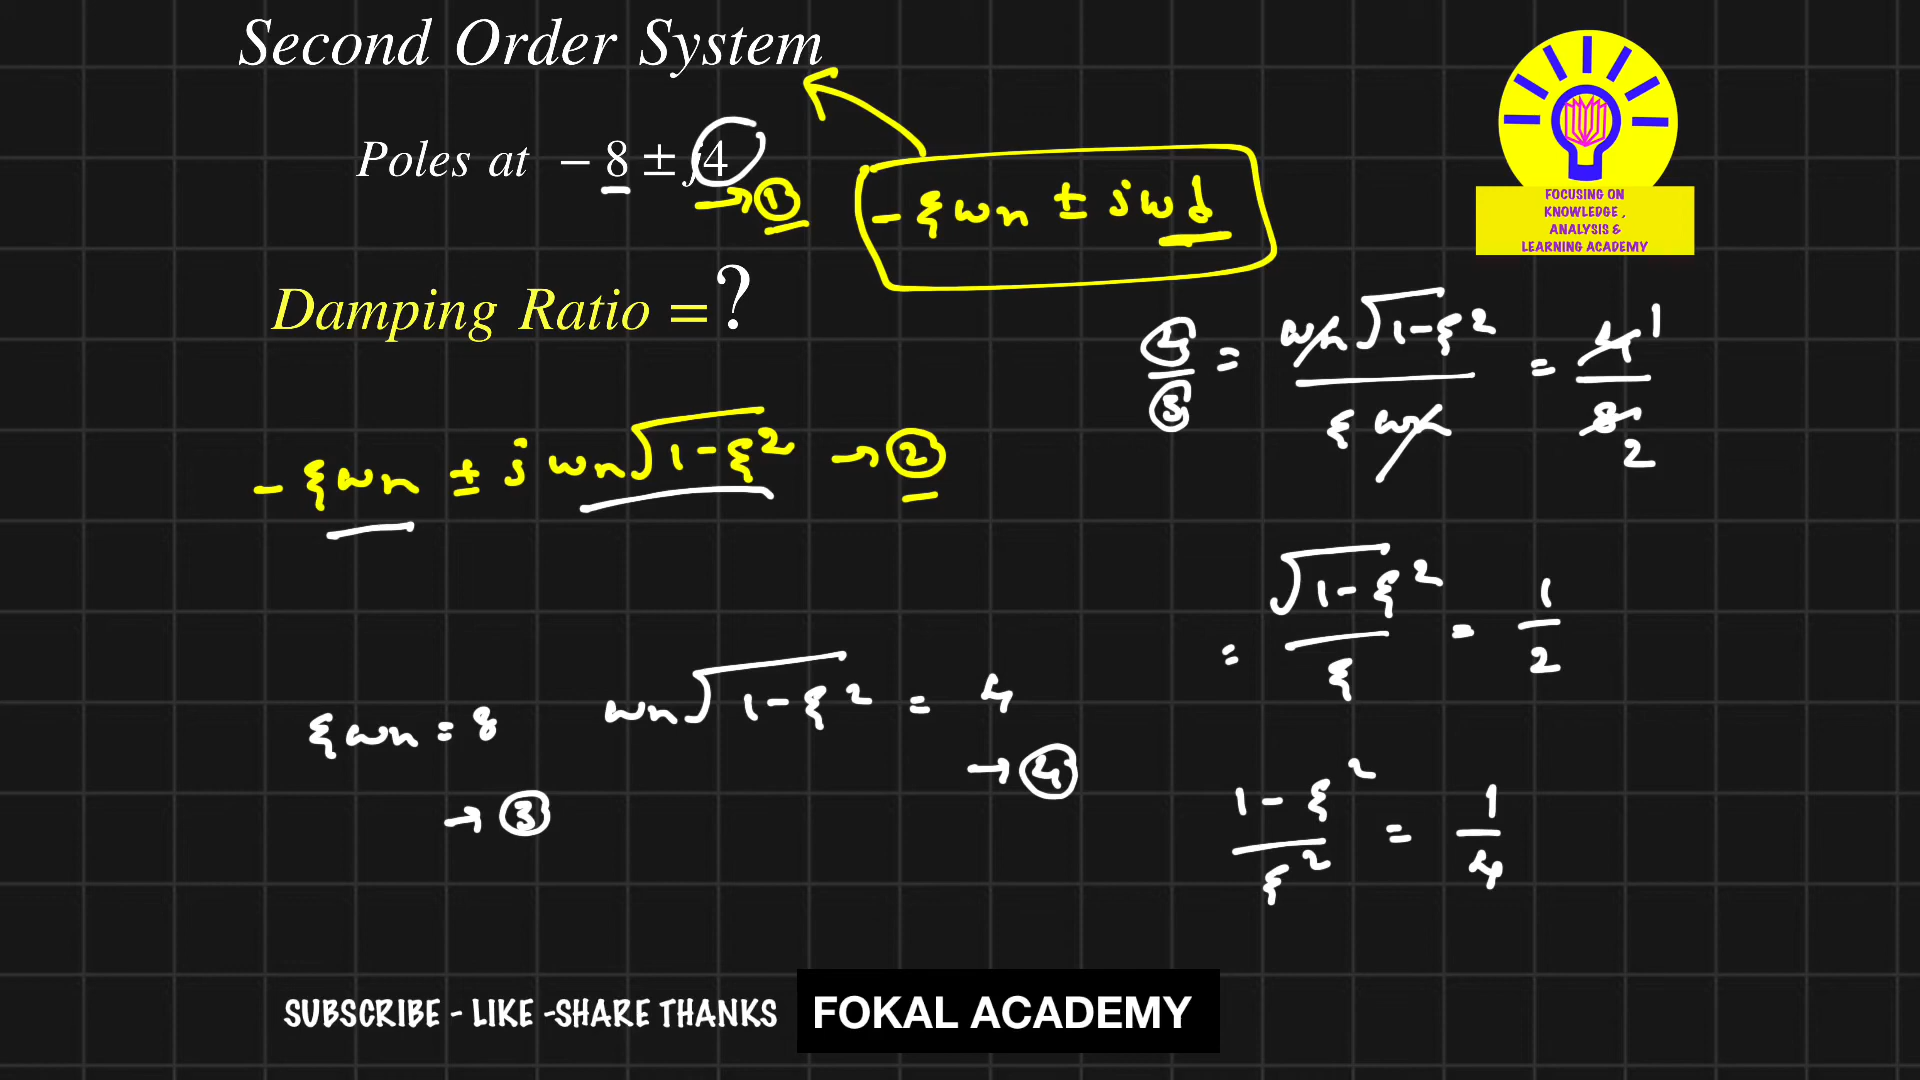 Second Order System
Poles at − 8 ± j4
→ ①
- ξωn ± jωd
FOCUSING ON
KNOWLEDGE ,
ANALYSIS &
LEARNING ACADEMY
Damping Ratio = ?
- ξωn ± jωn√1-ξ² → ②
ξωn = 8
→ ③
ωn√1-ξ² = 4
→ ④
④/③ = ωn√1-ξ² / ξωn = 4 1 / 8 2
= √1-ξ² / ξ = 1/2
1-ξ² / ξ² = 1/4
SUBSCRIBE - LIKE -SHARE THANKS
FOKAL ACADEMY